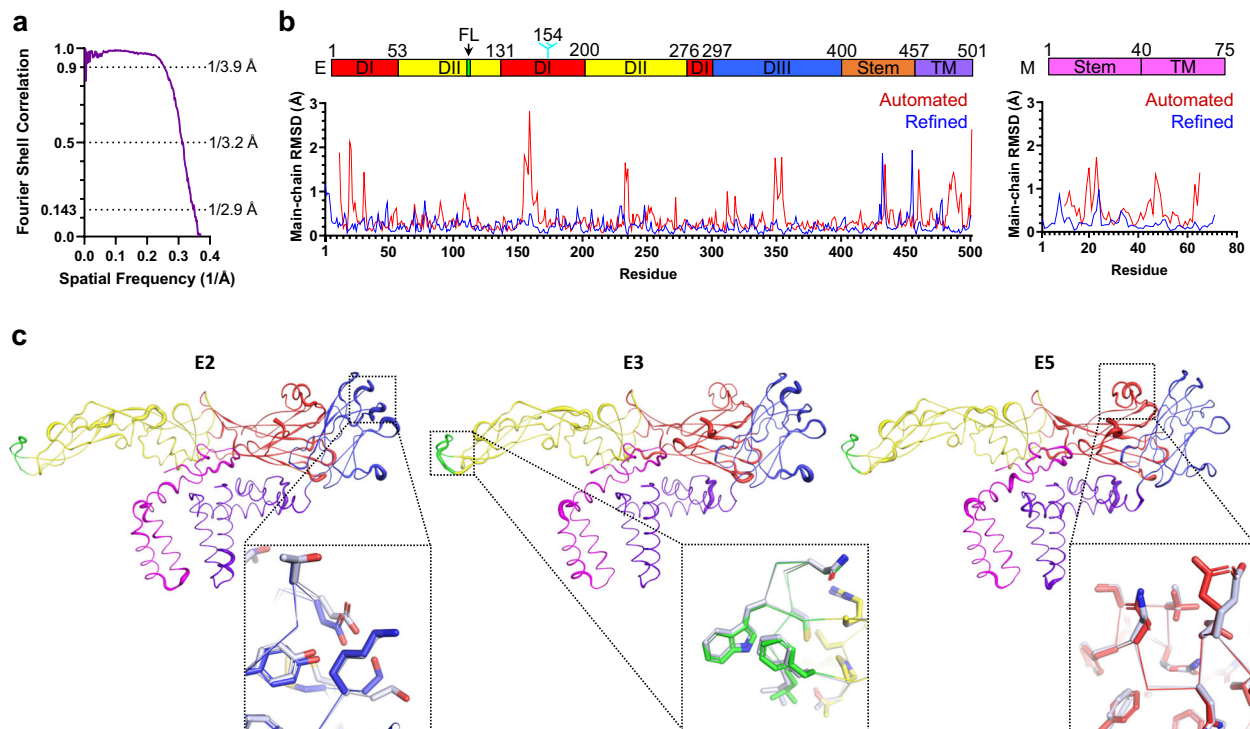 a
1.0
0.9
0.5
0.143
0.0
Fourier Shell Correlation
1/3.9 Å
1/3.2 Å
1/2.9 Å
0.0 0.1 0.2 0.3 0.4
Spatial Frequency (1/Å)
b
FL 154
1 53 131 200 276 297 400 457 501
E DI DII DI DII DI DIII Stem TM
Automated
Refined
Main-chain RMSD (Å)
3
2
1
0
1 50 100 150 200 250 300 350 400 450 500
Residue
1 40 75
M Stem TM
Automated
Refined
Main-chain RMSD (Å)
3
2
1
0
1 20 40 60 80
Residue
c
E2 E3 E5